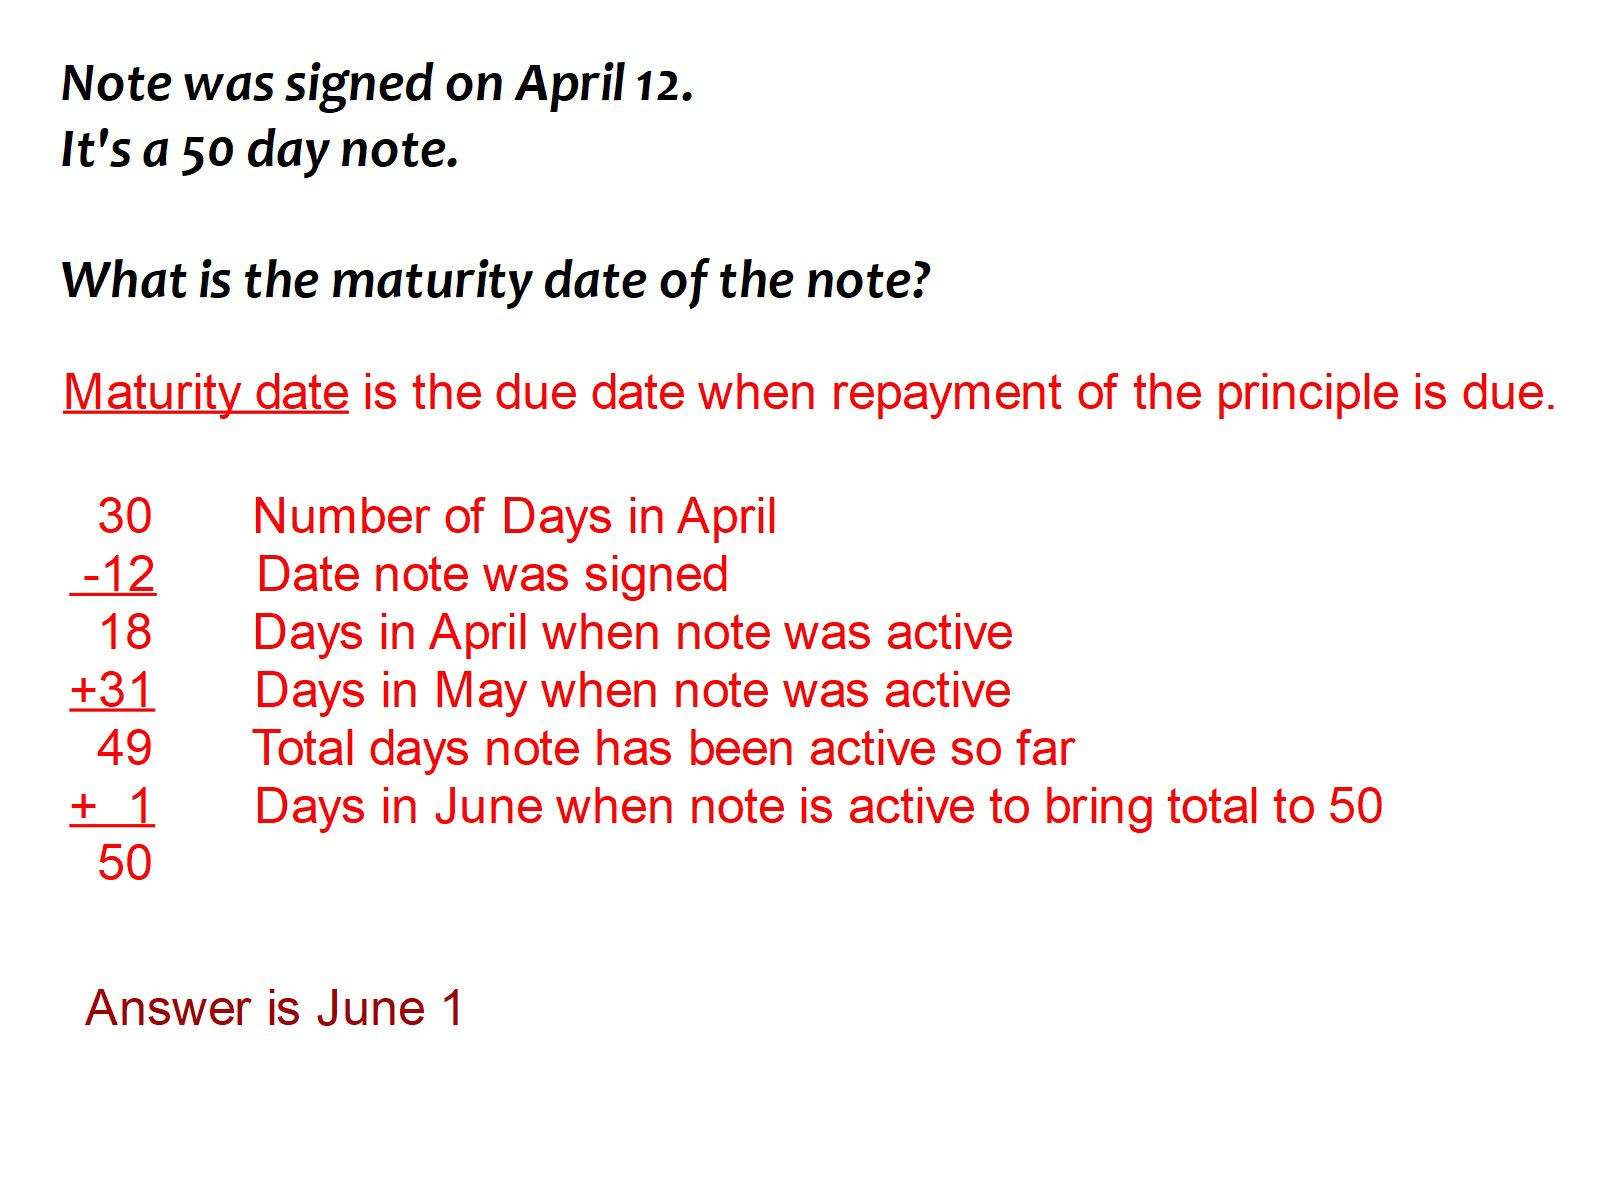 Note was signed on April 12.
It's a 50 day note.
What is the maturity date of the note?
Maturity date is the due date when repayment of the principle is due.
30 Number of Days in April
-12 Date note was signed
18 Days in April when note was active
+31 Days in May when note was active
49 Total days note has been active so far
+ 1 Days in June when note is active to bring total to 50
50
Answer is June 1